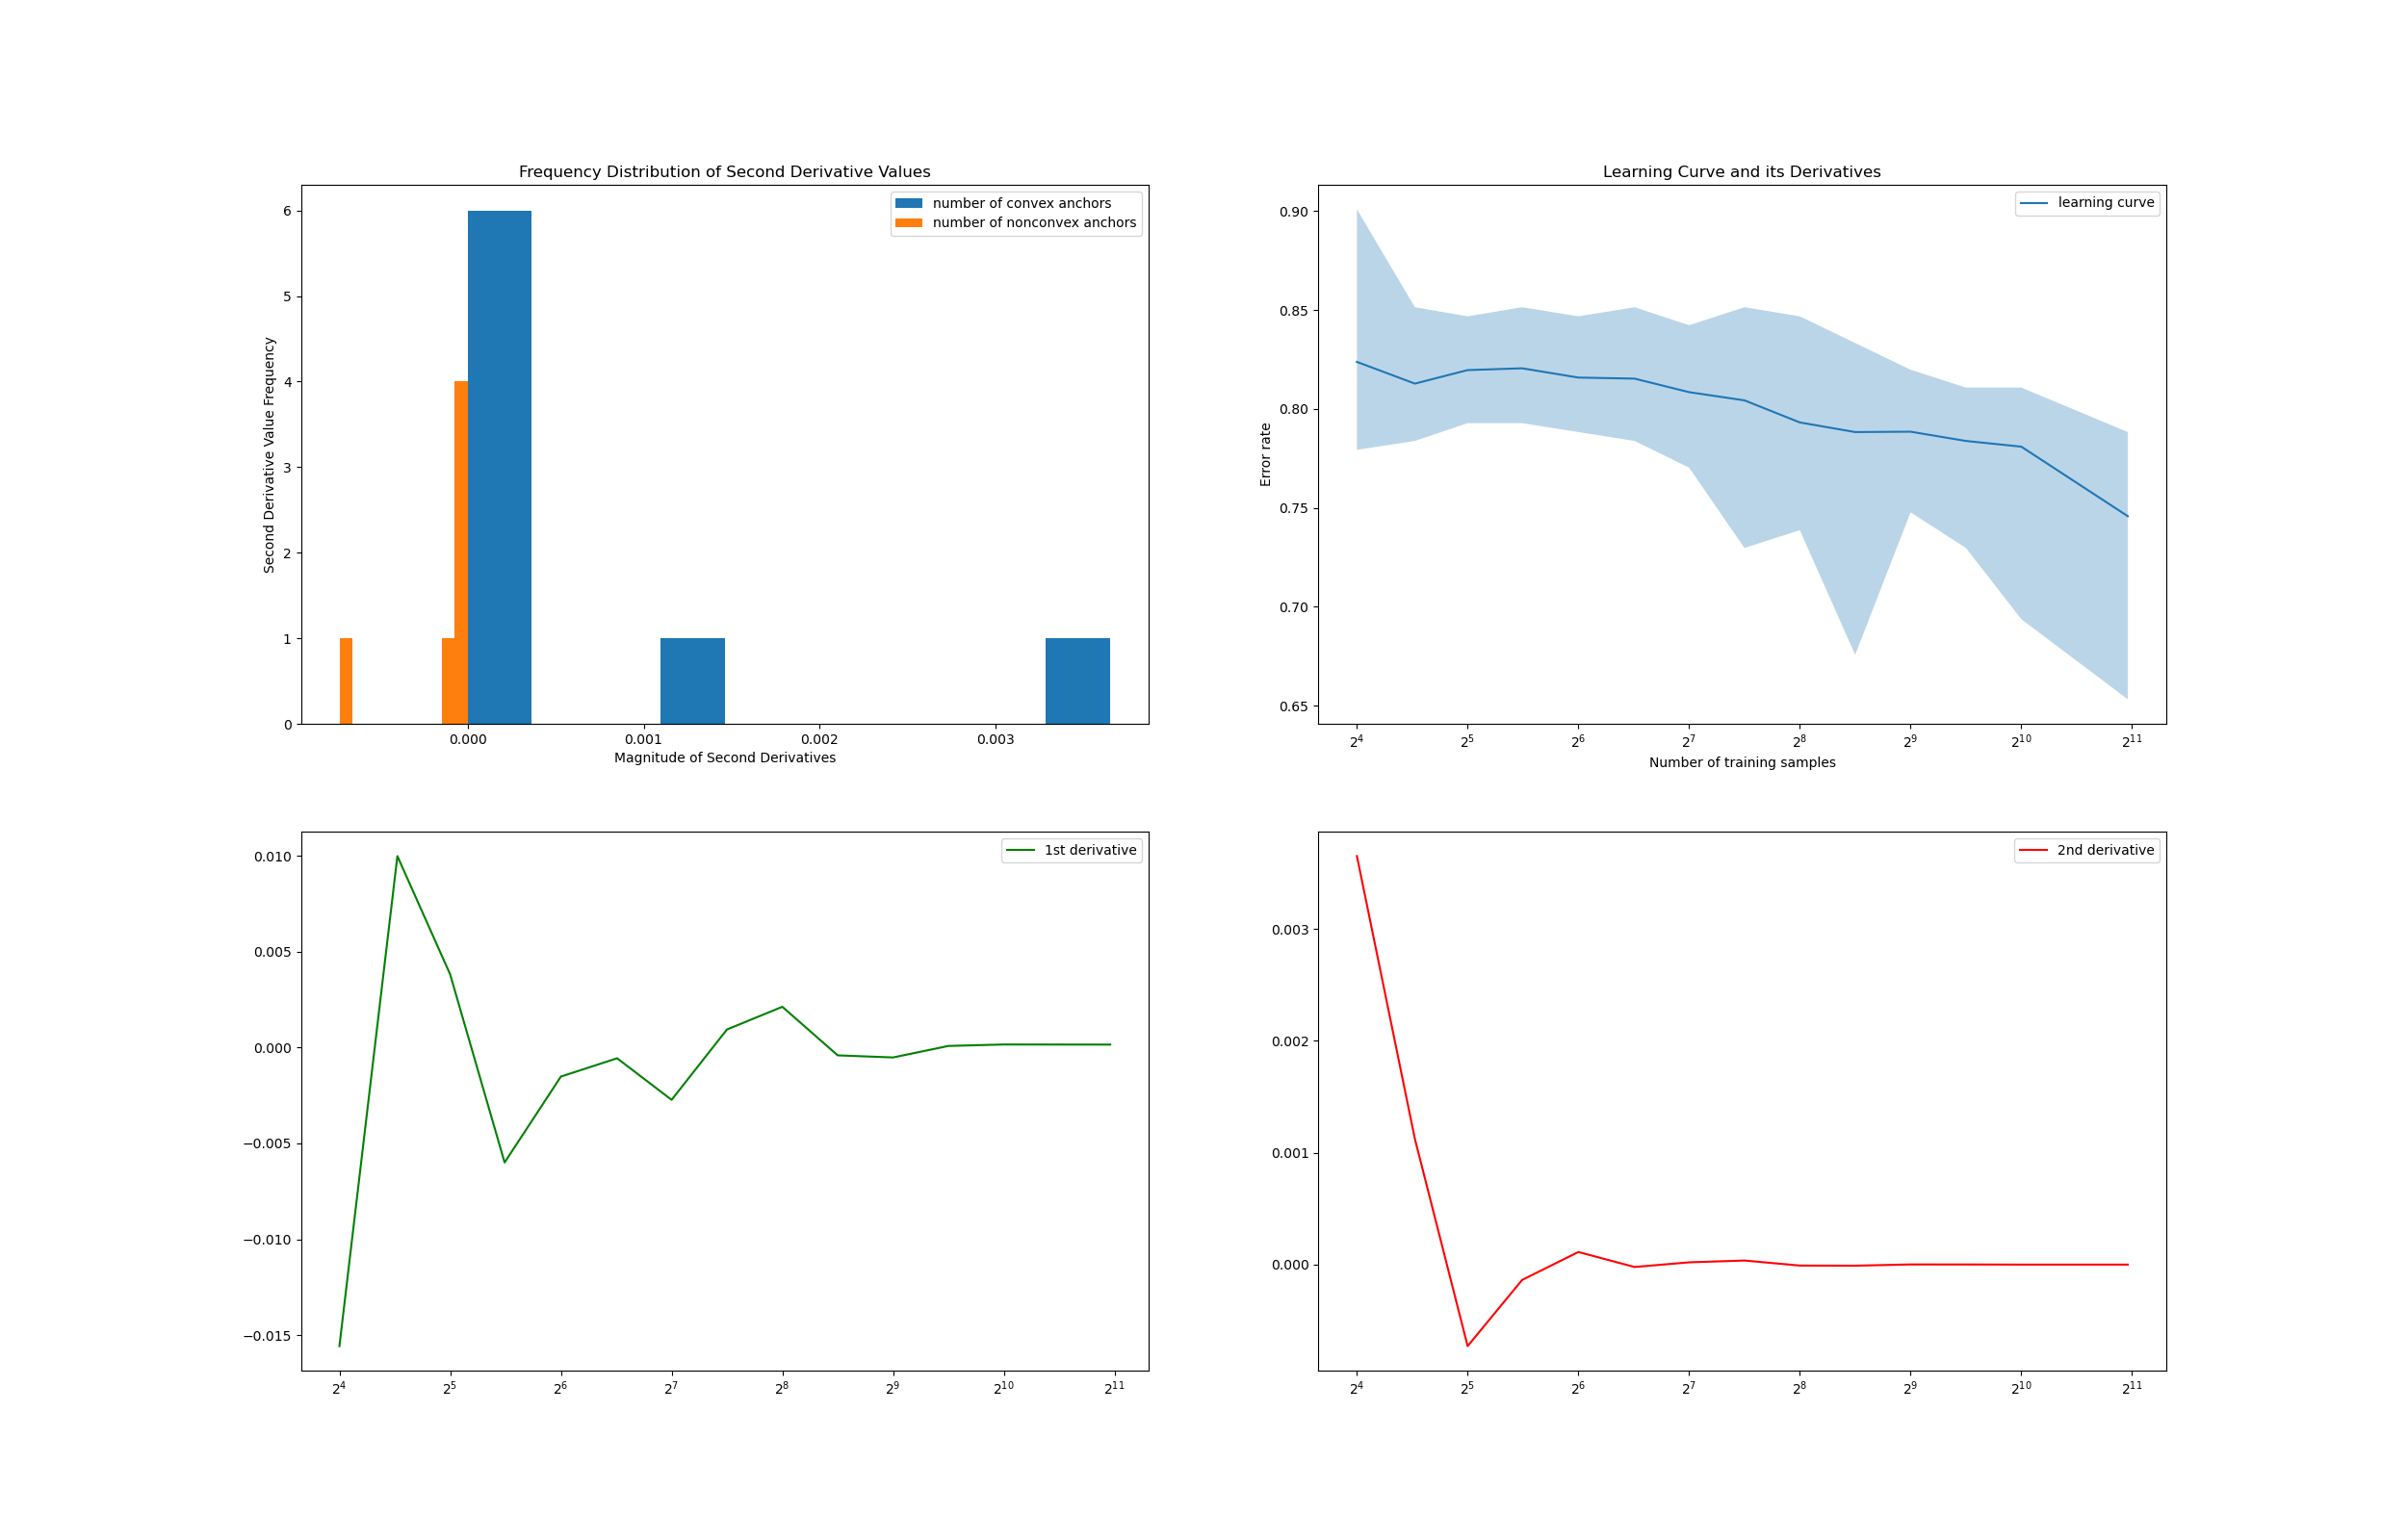 Frequency Distribution of Second Derivative Values
number of convex anchors
number of nonconvex anchors
6
5
4
3
2
1
0
Second Derivative Value Frequency
0.000 0.001 0.002 0.003
Magnitude of Second Derivatives
Learning Curve and its Derivatives
learning curve
0.90
0.85
0.80
0.75
0.70
0.65
Error rate
2⁴ 2⁵ 2⁶ 2⁷ 2⁸ 2⁹ 2¹⁰ 2¹¹
Number of training samples
1st derivative
0.010
0.005
0.000
−0.005
−0.010
−0.015
2⁴ 2⁵ 2⁶ 2⁷ 2⁸ 2⁹ 2¹⁰ 2¹¹
2nd derivative
0.003
0.002
0.001
0.000
2⁴ 2⁵ 2⁶ 2⁷ 2⁸ 2⁹ 2¹⁰ 2¹¹